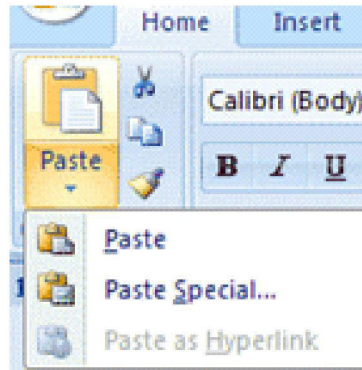 Home Insert
Calibri (Body)
Paste
B I U
Paste
Paste Special...
Paste as Hyperlink